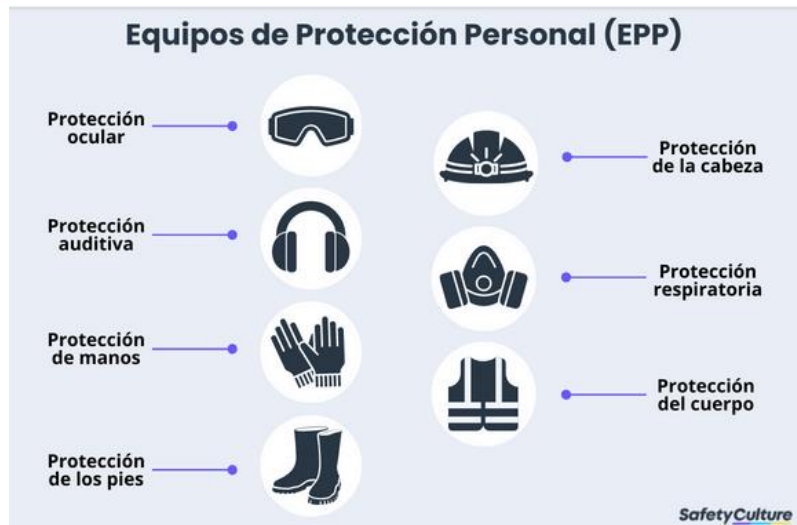 Equipos de Protección Personal (EPP)
Protección
ocular
Protección
auditiva
Protección
de manos
Protección
de los pies
Protección
de la cabeza
Protección
respiratoria
Protección
del cuerpo
SafetyCulture